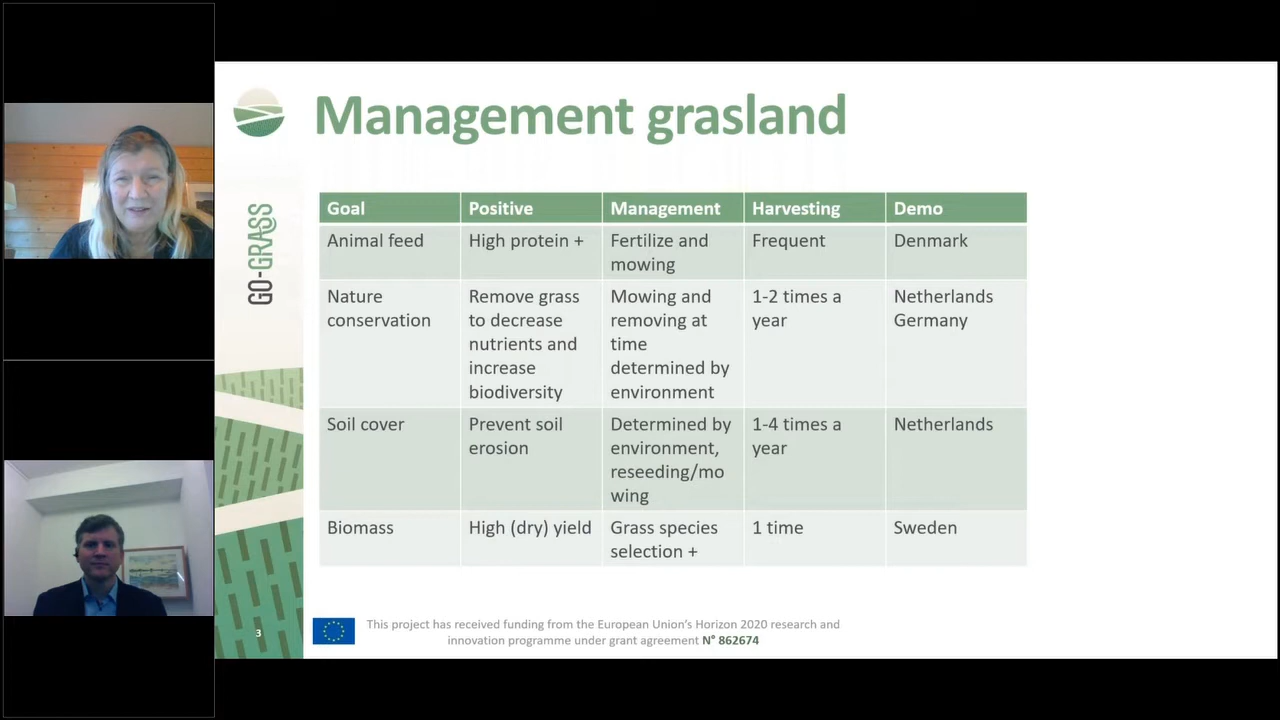 Management grasland
GO-GRASS
Goal Positive Management Harvesting Demo
Animal feed High protein + Fertilize and Frequent Denmark
mowing
Nature Remove grass Mowing and 1-2 times a Netherlands
conservation to decrease removing at year Germany
nutrients and time
increase determined by
biodiversity environment
Soil cover Prevent soil Determined by 1-4 times a Netherlands
erosion environment, year
reseeding/mo
wing
Biomass High (dry) yield Grass species 1 time Sweden
selection +
3
This project has received funding from the European Union's Horizon 2020 research and
innovation programme under grant agreement N° 862674